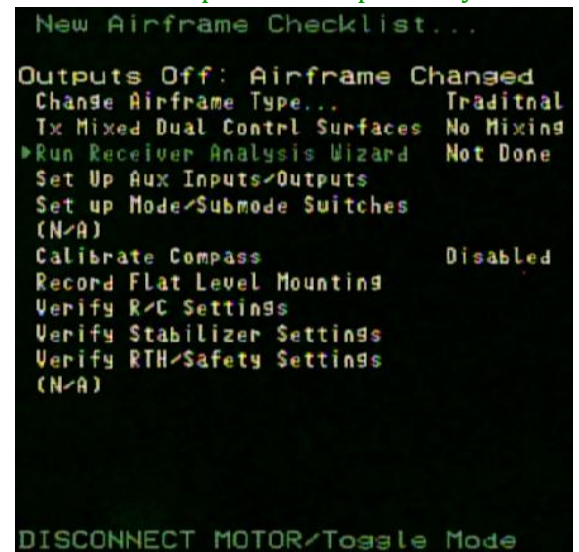 New Airframe Checklist...
Outputs Off: Airframe Changed
Change Airframe Type... Traditnal
Tx Mixed Dual Contrl Surfaces No Mixing
▶Run Receiver Analysis Wizard Not Done
Set Up Aux Inputs/Outputs
Set up Mode/Submode Switches
(N/A)
Calibrate Compass Disabled
Record Flat Level Mounting
Verify R/C Settings
Verify Stabilizer Settings
Verify RTH/Safety Settings
(N/A)
DISCONNECT MOTOR/Toggle Mode